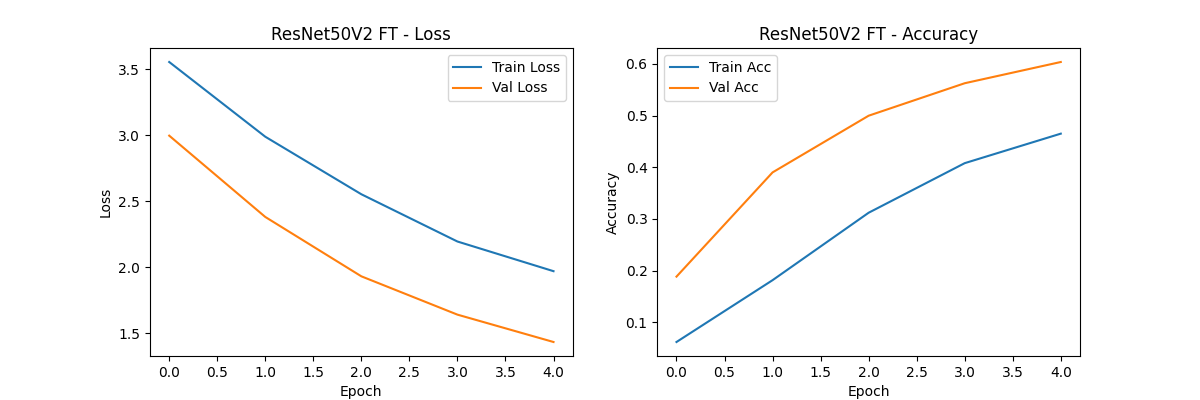 ResNet50V2 FT - Loss
3.5
3.0
2.5
2.0
1.5
Loss
Train Loss
Val Loss
0.0 0.5 1.0 1.5 2.0 2.5 3.0 3.5 4.0
Epoch
ResNet50V2 FT - Accuracy
0.6
0.5
0.4
0.3
0.2
0.1
Accuracy
Train Acc
Val Acc
0.0 0.5 1.0 1.5 2.0 2.5 3.0 3.5 4.0
Epoch